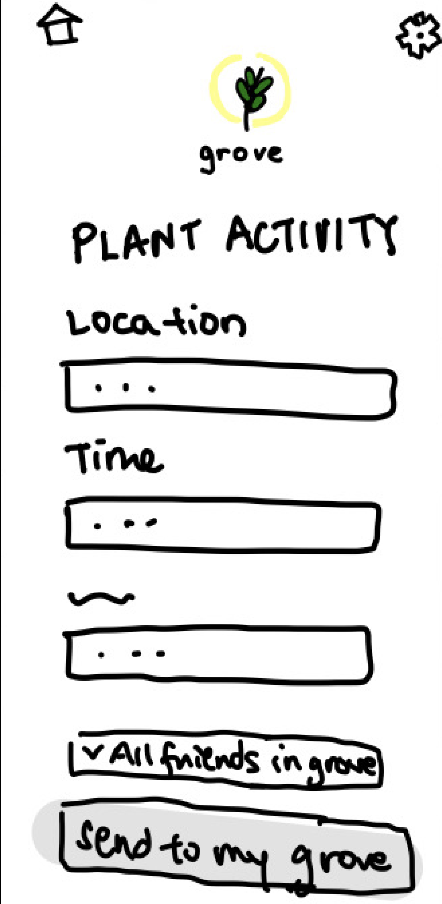 grove
PLANT ACTIVITY
Location
...
Time
...
...
All friends in grove
send to my grove